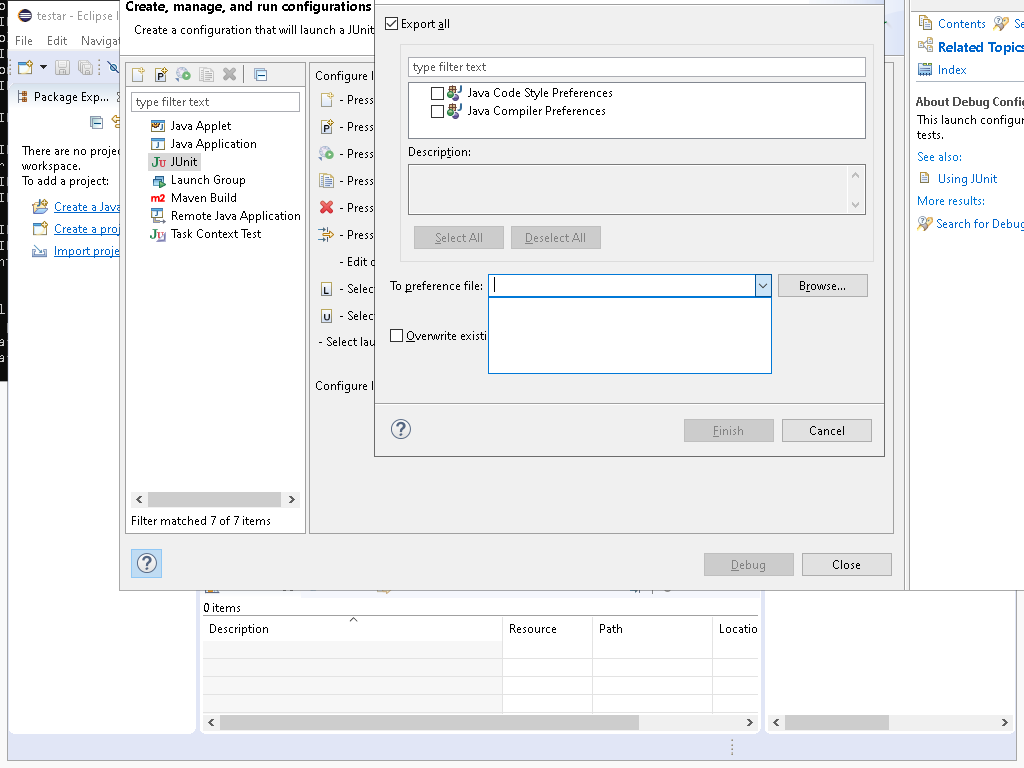 testar - Eclipse I
File Edit Navigat
Package Exp...
There are no projec
workspace.
To add a project:
Create a Java
Create a proj
Import proje
Create, manage, and run configurations
Create a configuration that will launch a JUnit
type filter text
Java Applet
Java Application
JUnit
Launch Group
Maven Build
Remote Java Application
Task Context Test
Filter matched 7 of 7 items
Configure l
- Press
- Press
- Press
- Press
- Press
- Press
- Edit c
- Selec
- Selec
- Select lau
Configure l
Debug
Close
Export all
type filter text
Java Code Style Preferences
Java Compiler Preferences
Description:
Select All
Deselect All
To preference file:
Browse...
Overwrite existi
Finish
Cancel
Contents Se
Related Topics
Index
About Debug Config
This launch configur
tests.
See also:
Using JUnit
More results:
Search for Debug
0 items
Description Resource Path Locatio